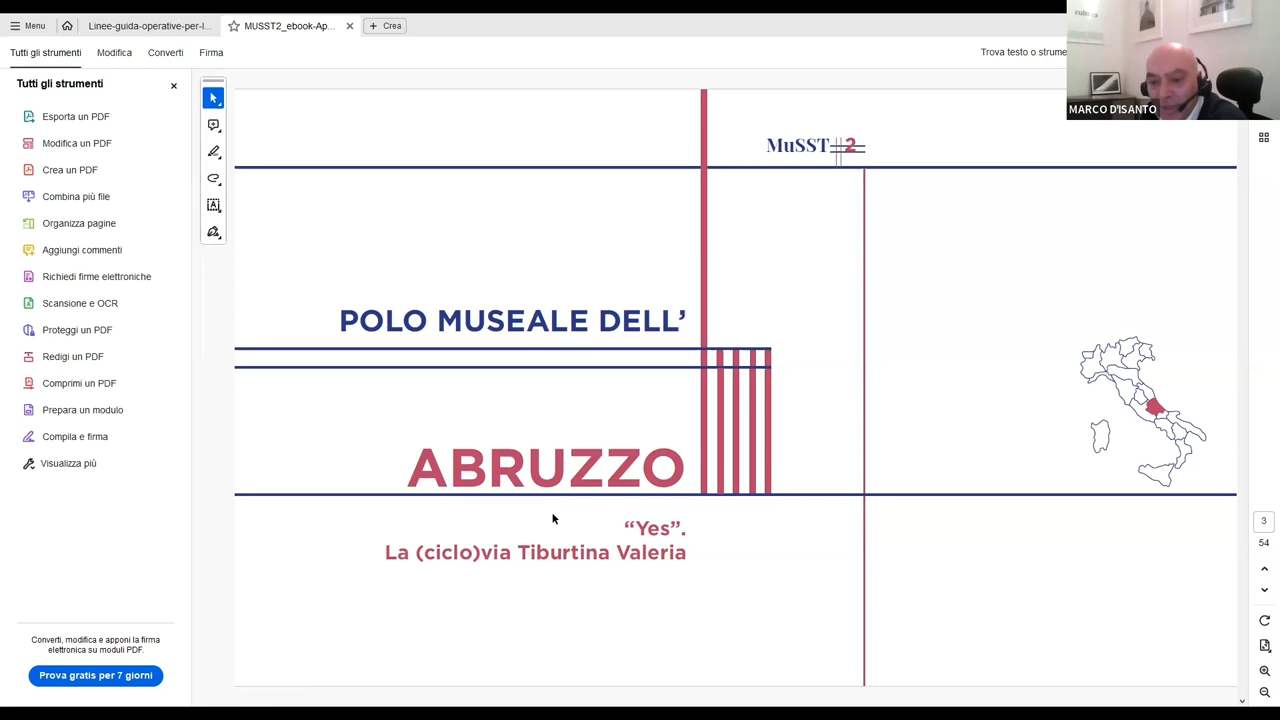 Menu
Linee-guida-operative-per-l...
MUSST2_ebook-Ap...
Crea
Tutti gli strumenti
Modifica
Converti
Firma
Trova testo o strume
MARCO D'ISANTO
Tutti gli strumenti
Esporta un PDF
Modifica un PDF
Crea un PDF
Combina più file
Organizza pagine
Aggiungi commenti
Richiedi firme elettroniche
Scansione e OCR
Proteggi un PDF
Redigi un PDF
Comprimi un PDF
Prepara un modulo
Compila e firma
Visualizza più
Converti, modifica e apponi la firma
elettronica su moduli PDF.
Prova gratis per 7 giorni
MuSST 2
POLO MUSEALE DELL’
ABRUZZO
“Yes”.
La (ciclo)via Tiburtina Valeria
3
54